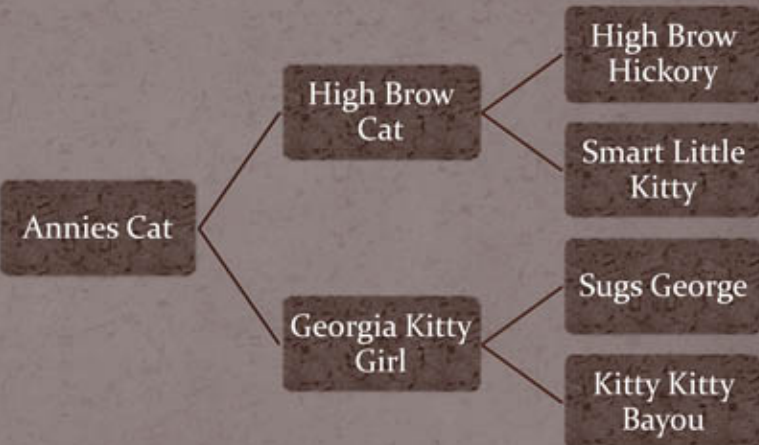 Annies Cat
High Brow
Cat
Georgia Kitty
Girl
High Brow
Hickory
Smart Little
Kitty
Sugs George
Kitty Kitty
Bayou